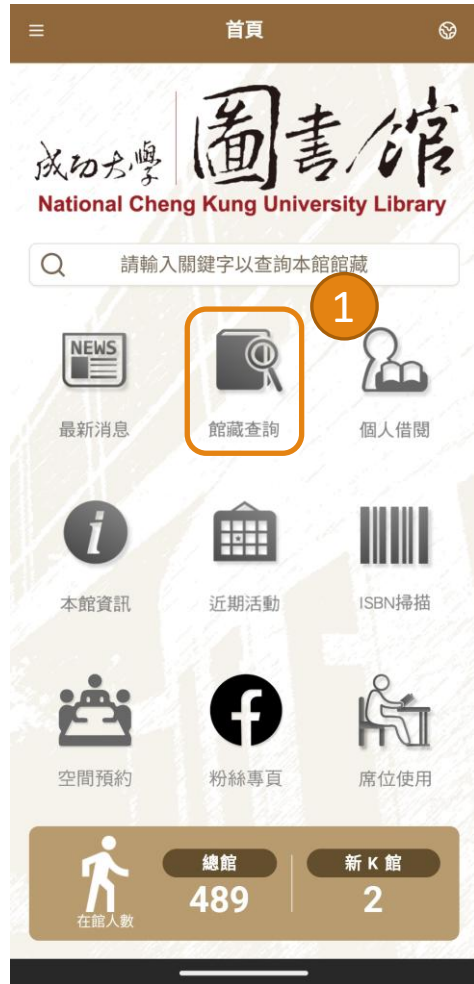 首頁
成功大學
圖書館
National Cheng Kung University Library
請輸入關鍵字以查詢本館館藏
1
NEWS
最新消息
館藏查詢
個人借閱
i
本館資訊
近期活動
ISBN掃描
空間預約
f
粉絲專頁
席位使用
總館
新 K 館
489
2
在館人數